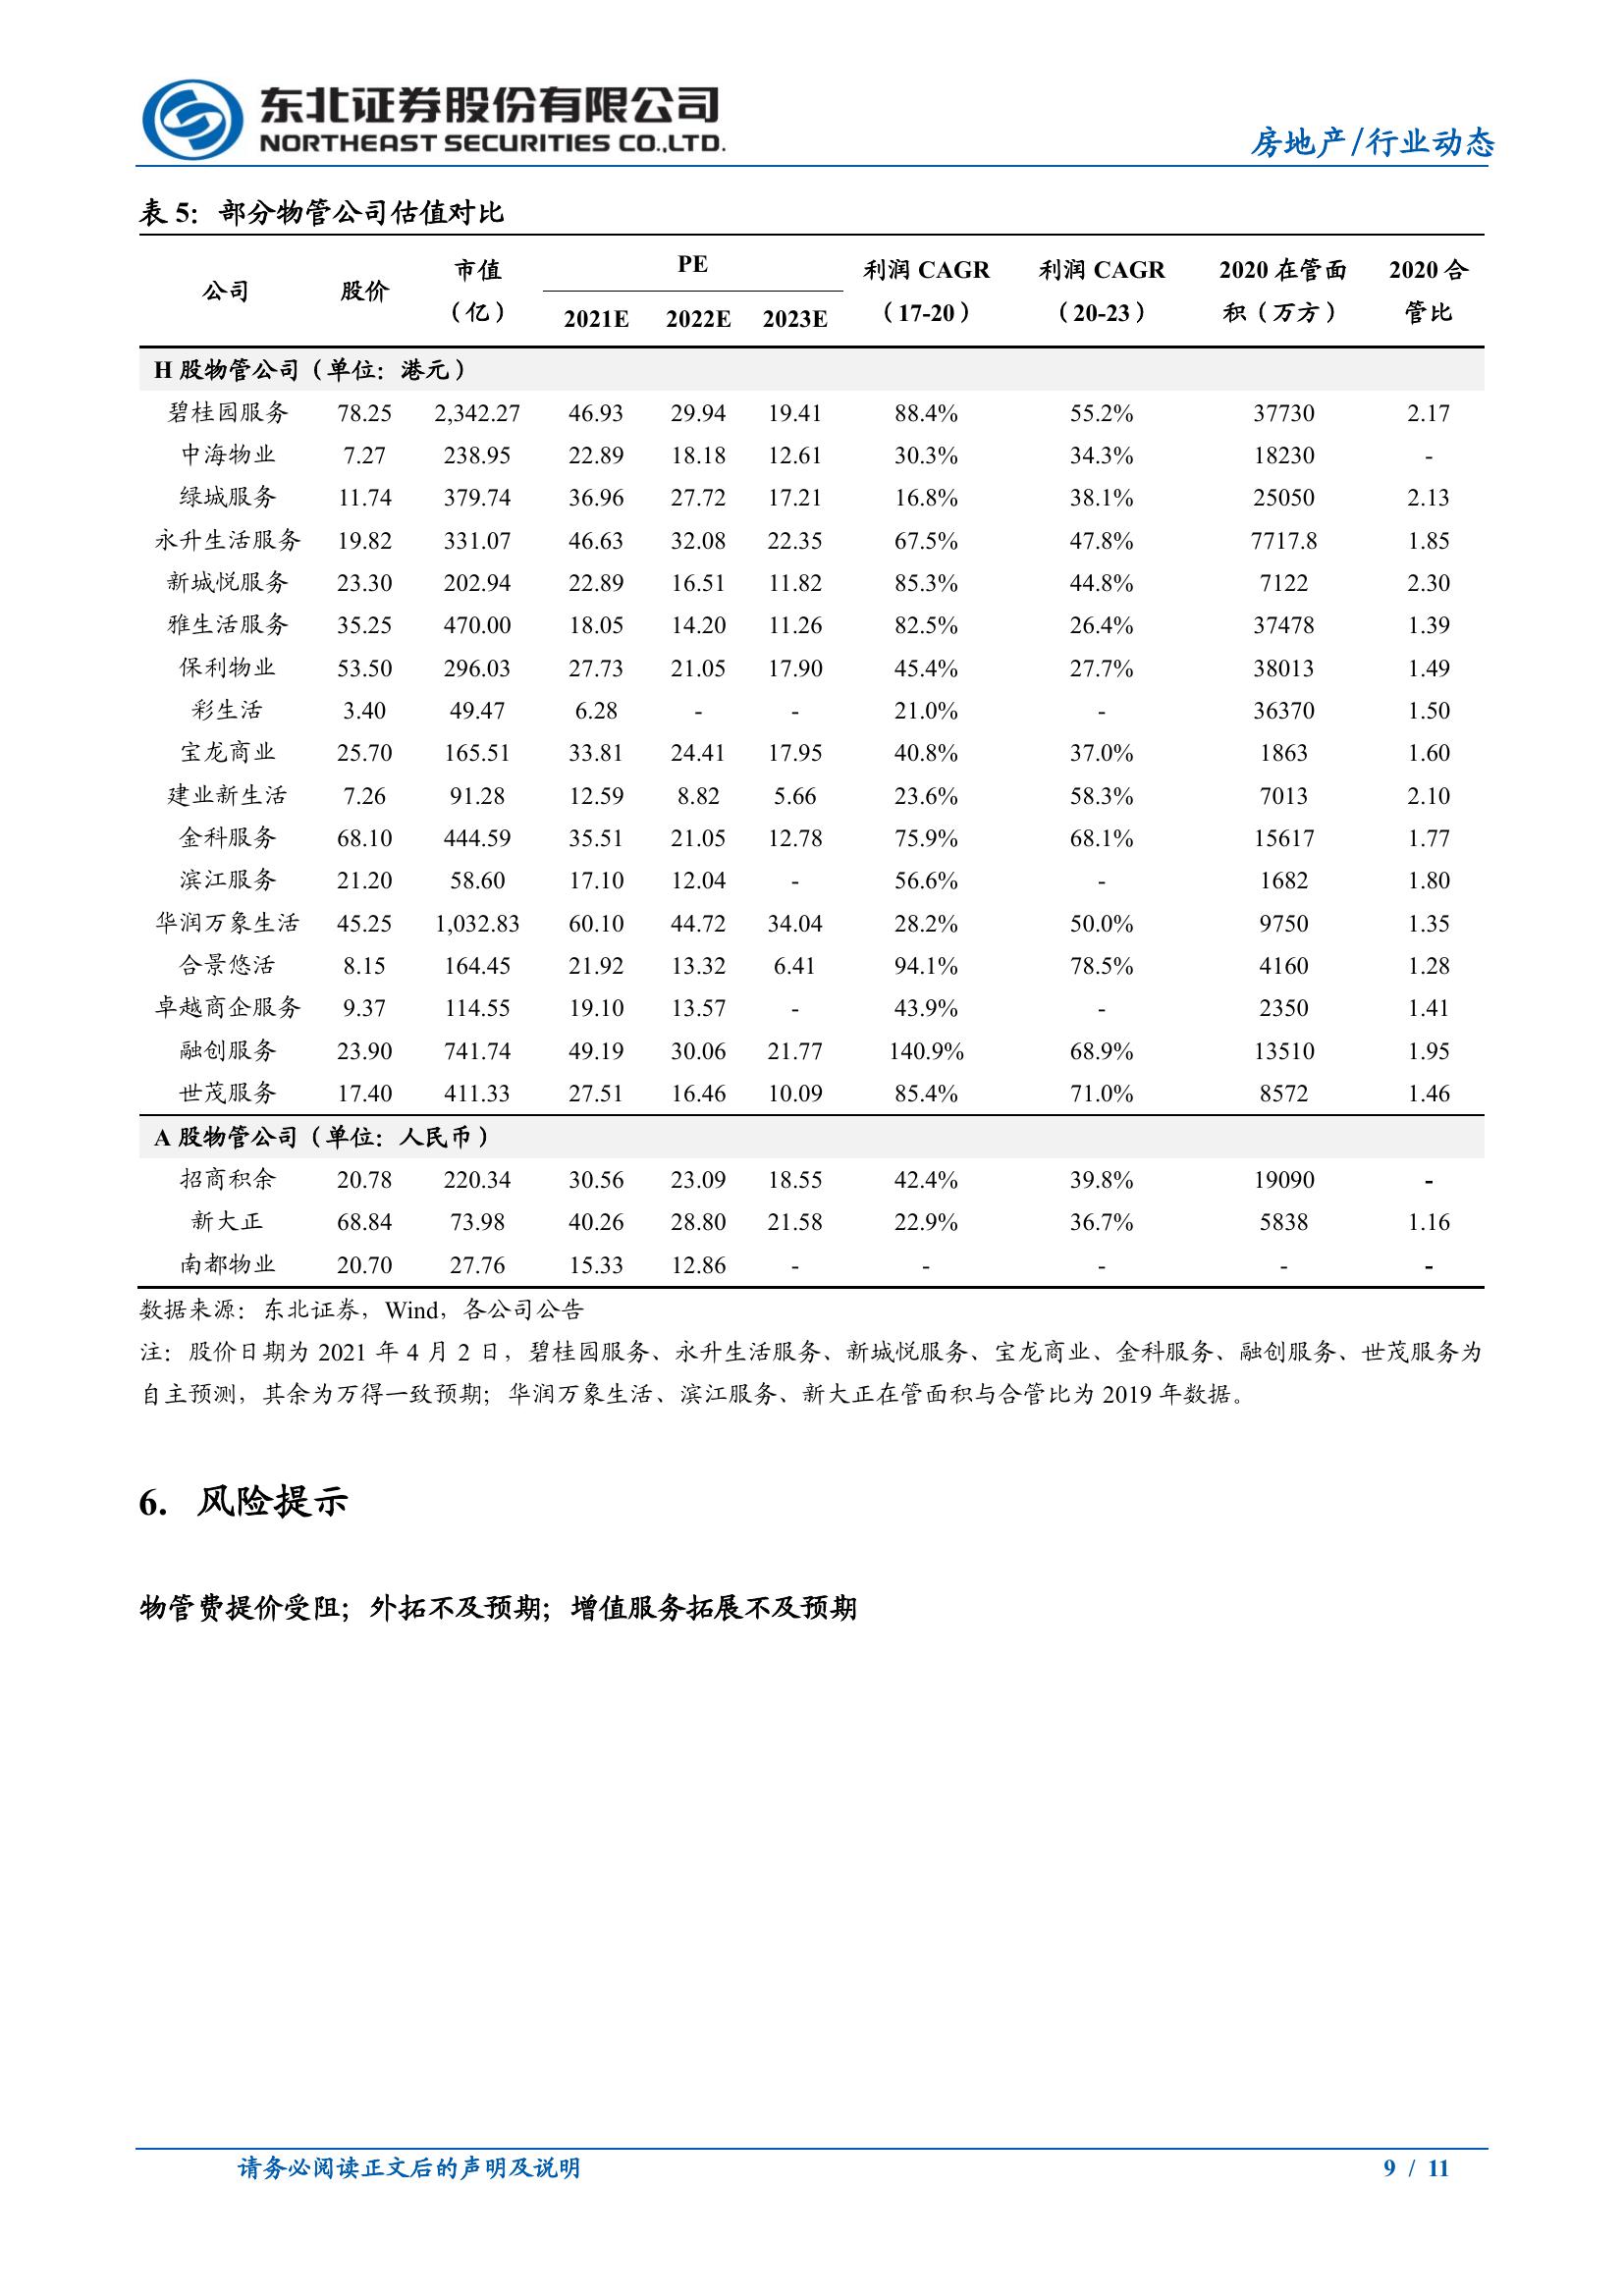 东北证券股份有限公司
NORTHEAST SECURITIES CO.,LTD.
房地产/行业动态
表 5：部分物管公司估值对比
公司 股价 市值（亿） PE 利润 CAGR（17-20） 利润 CAGR（20-23） 2020 在管面积（万方） 2020 合管比
2021E 2022E 2023E
H 股物管公司（单位：港元）
碧桂园服务 78.25 2,342.27 46.93 29.94 19.41 88.4% 55.2% 37730 2.17
中海物业 7.27 238.95 22.89 18.18 12.61 30.3% 34.3% 18230 -
绿城服务 11.74 379.74 36.96 27.72 17.21 16.8% 38.1% 25050 2.13
永升生活服务 19.82 331.07 46.63 32.08 22.35 67.5% 47.8% 7717.8 1.85
新城悦服务 23.30 202.94 22.89 16.51 11.82 85.3% 44.8% 7122 2.30
雅生活服务 35.25 470.00 18.05 14.20 11.26 82.5% 26.4% 37478 1.39
保利物业 53.50 296.03 27.73 21.05 17.90 45.4% 27.7% 38013 1.49
彩生活 3.40 49.47 6.28 - - 21.0% - 36370 1.50
宝龙商业 25.70 165.51 33.81 24.41 17.95 40.8% 37.0% 1863 1.60
建业新生活 7.26 91.28 12.59 8.82 5.66 23.6% 58.3% 7013 2.10
金科服务 68.10 444.59 35.51 21.05 12.78 75.9% 68.1% 15617 1.77
滨江服务 21.20 58.60 17.10 12.04 - 56.6% - 1682 1.80
华润万象生活 45.25 1,032.83 60.10 44.72 34.04 28.2% 50.0% 9750 1.35
合景悠活 8.15 164.45 21.92 13.32 6.41 94.1% 78.5% 4160 1.28
卓越商企服务 9.37 114.55 19.10 13.57 - 43.9% - 2350 1.41
融创服务 23.90 741.74 49.19 30.06 21.77 140.9% 68.9% 13510 1.95
世茂服务 17.40 411.33 27.51 16.46 10.09 85.4% 71.0% 8572 1.46
A 股物管公司（单位：人民币）
招商积余 20.78 220.34 30.56 23.09 18.55 42.4% 39.8% 19090 -
新大正 68.84 73.98 40.26 28.80 21.58 22.9% 36.7% 5838 1.16
南都物业 20.70 27.76 15.33 12.86 - - - - -
数据来源：东北证券，Wind，各公司公告
注：股价日期为 2021 年 4 月 2 日，碧桂园服务、永升生活服务、新城悦服务、宝龙商业、金科服务、融创服务、世茂服务为
自主预测，其余为万得一致预期；华润万象生活、滨江服务、新大正在管面积与合管比为 2019 年数据。
6. 风险提示
物管费提价受阻；外拓不及预期；增值服务拓展不及预期
请务必阅读正文后的声明及说明
9 / 11